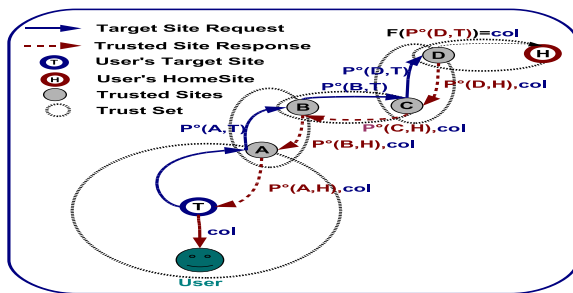 Target Site Request
Trusted Site Response
T User's Target Site
H User's HomeSite
Trusted Sites
Trust Set
F(P°(D,T))=col
H
D
P°(D,T)
P°(B,T)
P°(D,H),col
B
C
P°(A,T)
P°(C,H),col
P°(B,H),col
A
P°(A,H),col
T
col
User